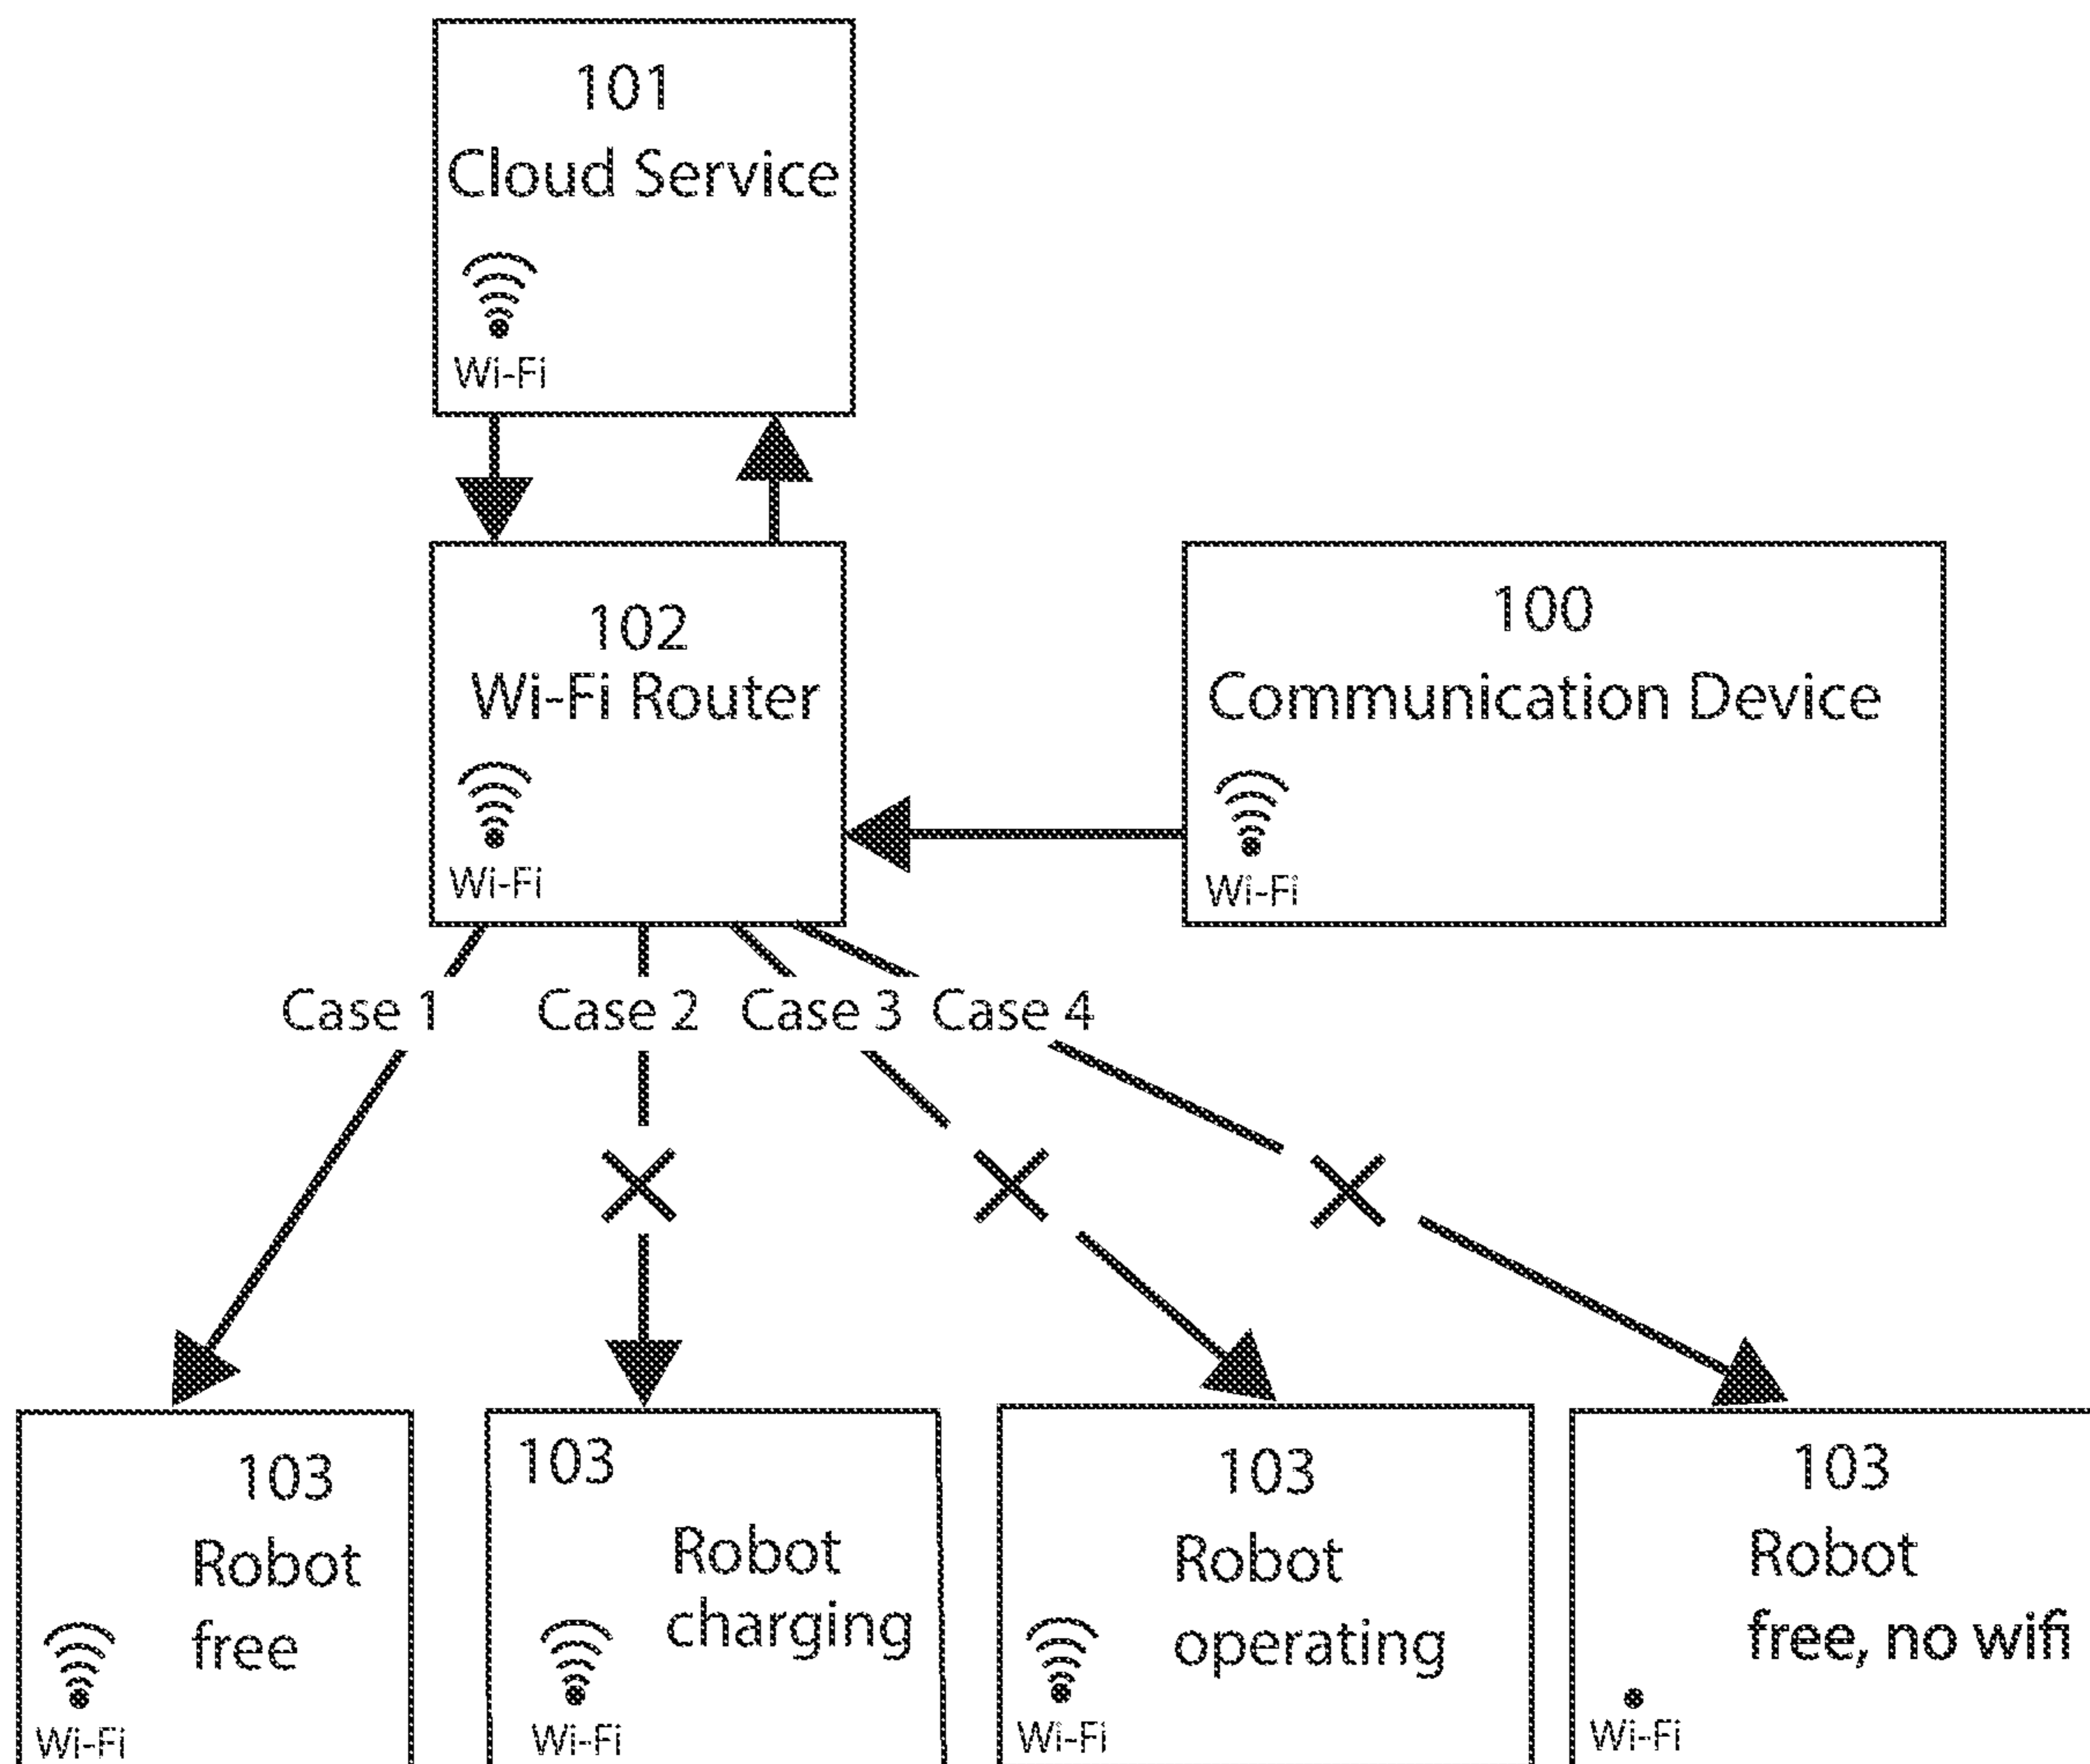 101
Cloud Service
Wi-Fi
102
Wi-Fi Router
Wi-Fi
100
Communication Device
Wi-Fi
Case 1
Case 2
Case 3
Case 4
103
Robot
free
Wi-Fi
103
Robot
charging
Wi-Fi
103
Robot
operating
Wi-Fi
103
Robot
free, no wifi
Wi-Fi